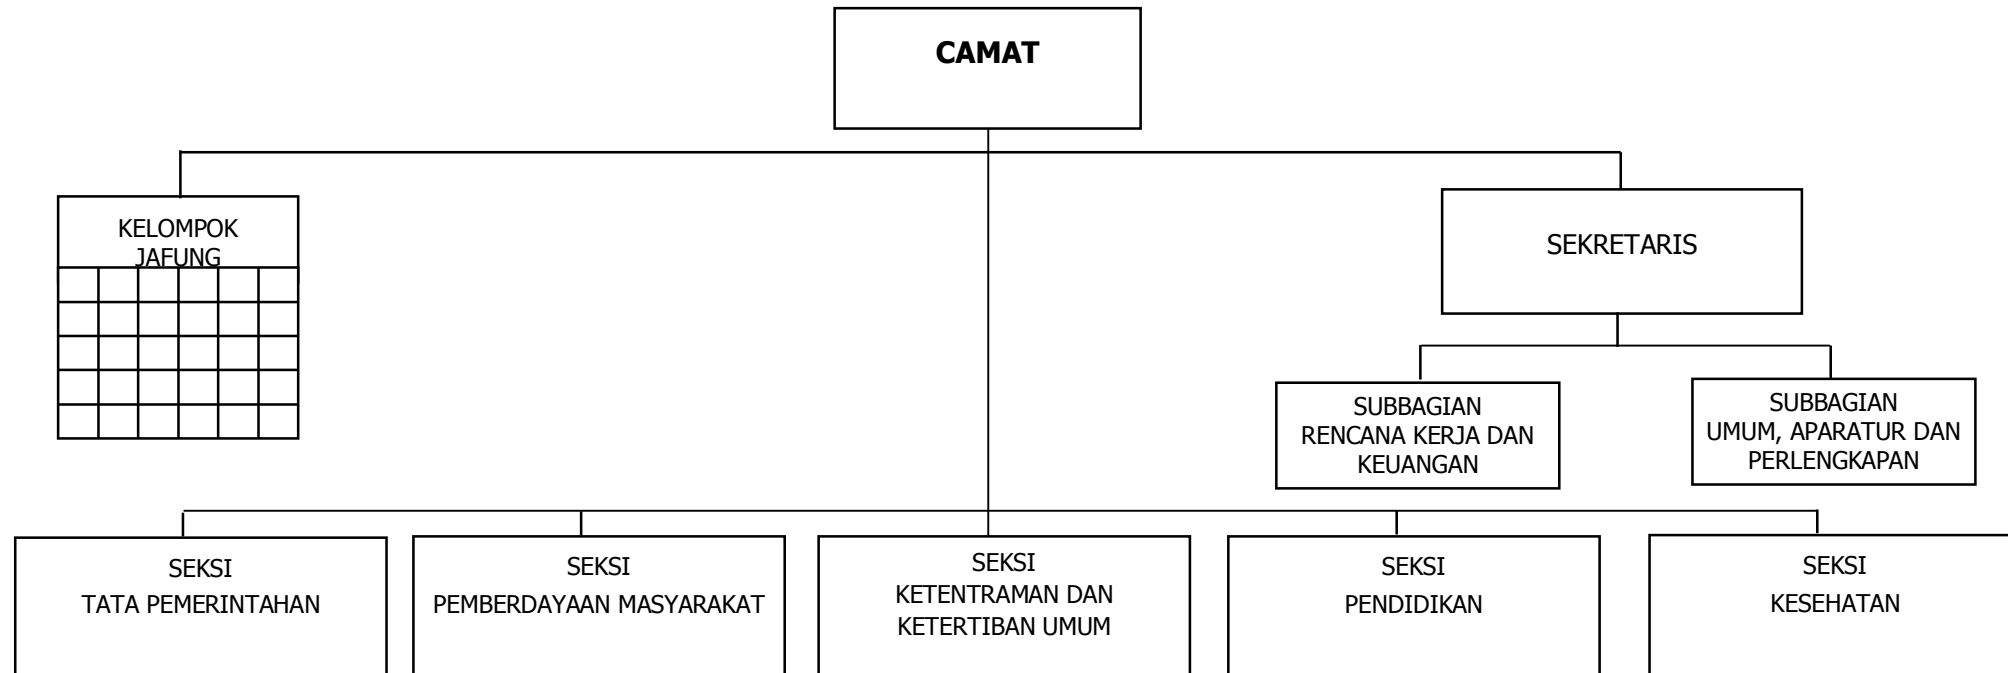 CAMAT
KELOMPOK
JAFUNG
SEKRETARIS
SUBBAGIAN
RENCANA KERJA DAN
KEUANGAN
SUBBAGIAN
UMUM, APARATUR DAN
PERLENGKAPAN
SEKSI
TATA PEMERINTAHAN
SEKSI
PEMBERDAYAAN MASYARAKAT
SEKSI
KETENTRAMAN DAN
KETERTIBAN UMUM
SEKSI
PENDIDIKAN
SEKSI
KESEHATAN